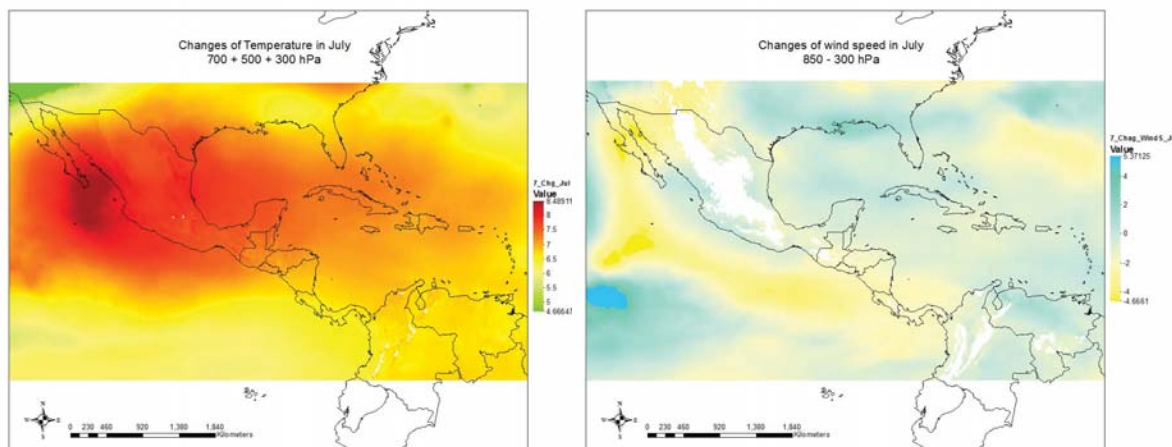 Changes of Temperature in July
700 + 500 + 300 hPa
7_Chg_Jul
Value
8.48911
8
7.5
7
6.5
6
5.5
5
4.66647
N
W
E
S
0 230 460 920 1,380 1,840
Kilometers
Changes of wind speed in July
850 - 300 hPa
7_Chag_WindS_J
Value
5.37125
4
2
0
-2
-4
-4.6661
N
W
E
S
0 230 460 920 1,380 1,840
Kilometers